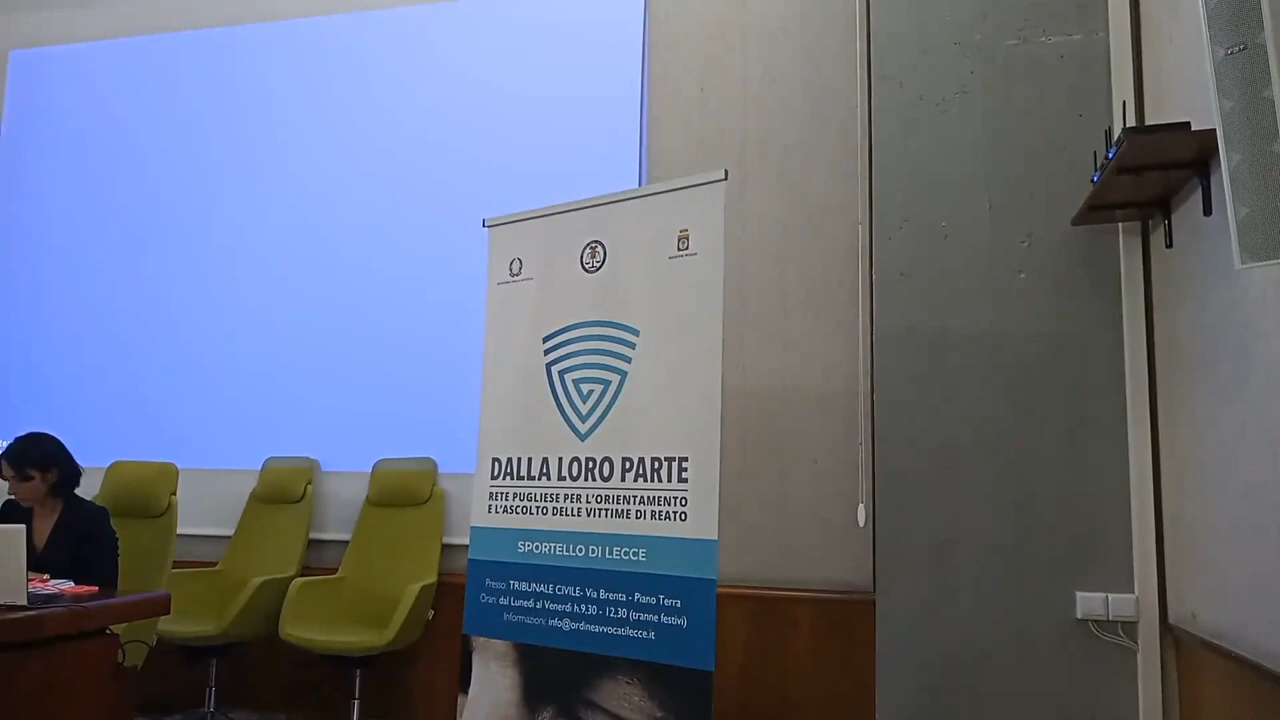 DALLA LORO PARTE
RETE PUGLIESE PER L'ORIENTAMENTO
E L'ASCOLTO DELLE VITTIME DI REATO
SPORTELLO DI LECCE
Presso: TRIBUNALE CIVILE- Via Brenta - Piano Terra
Orari: dal Lunedì al Venerdì h.9,30 - 12,30 (tranne festivi)
Informazioni: info@ordineavvocatilecce.it